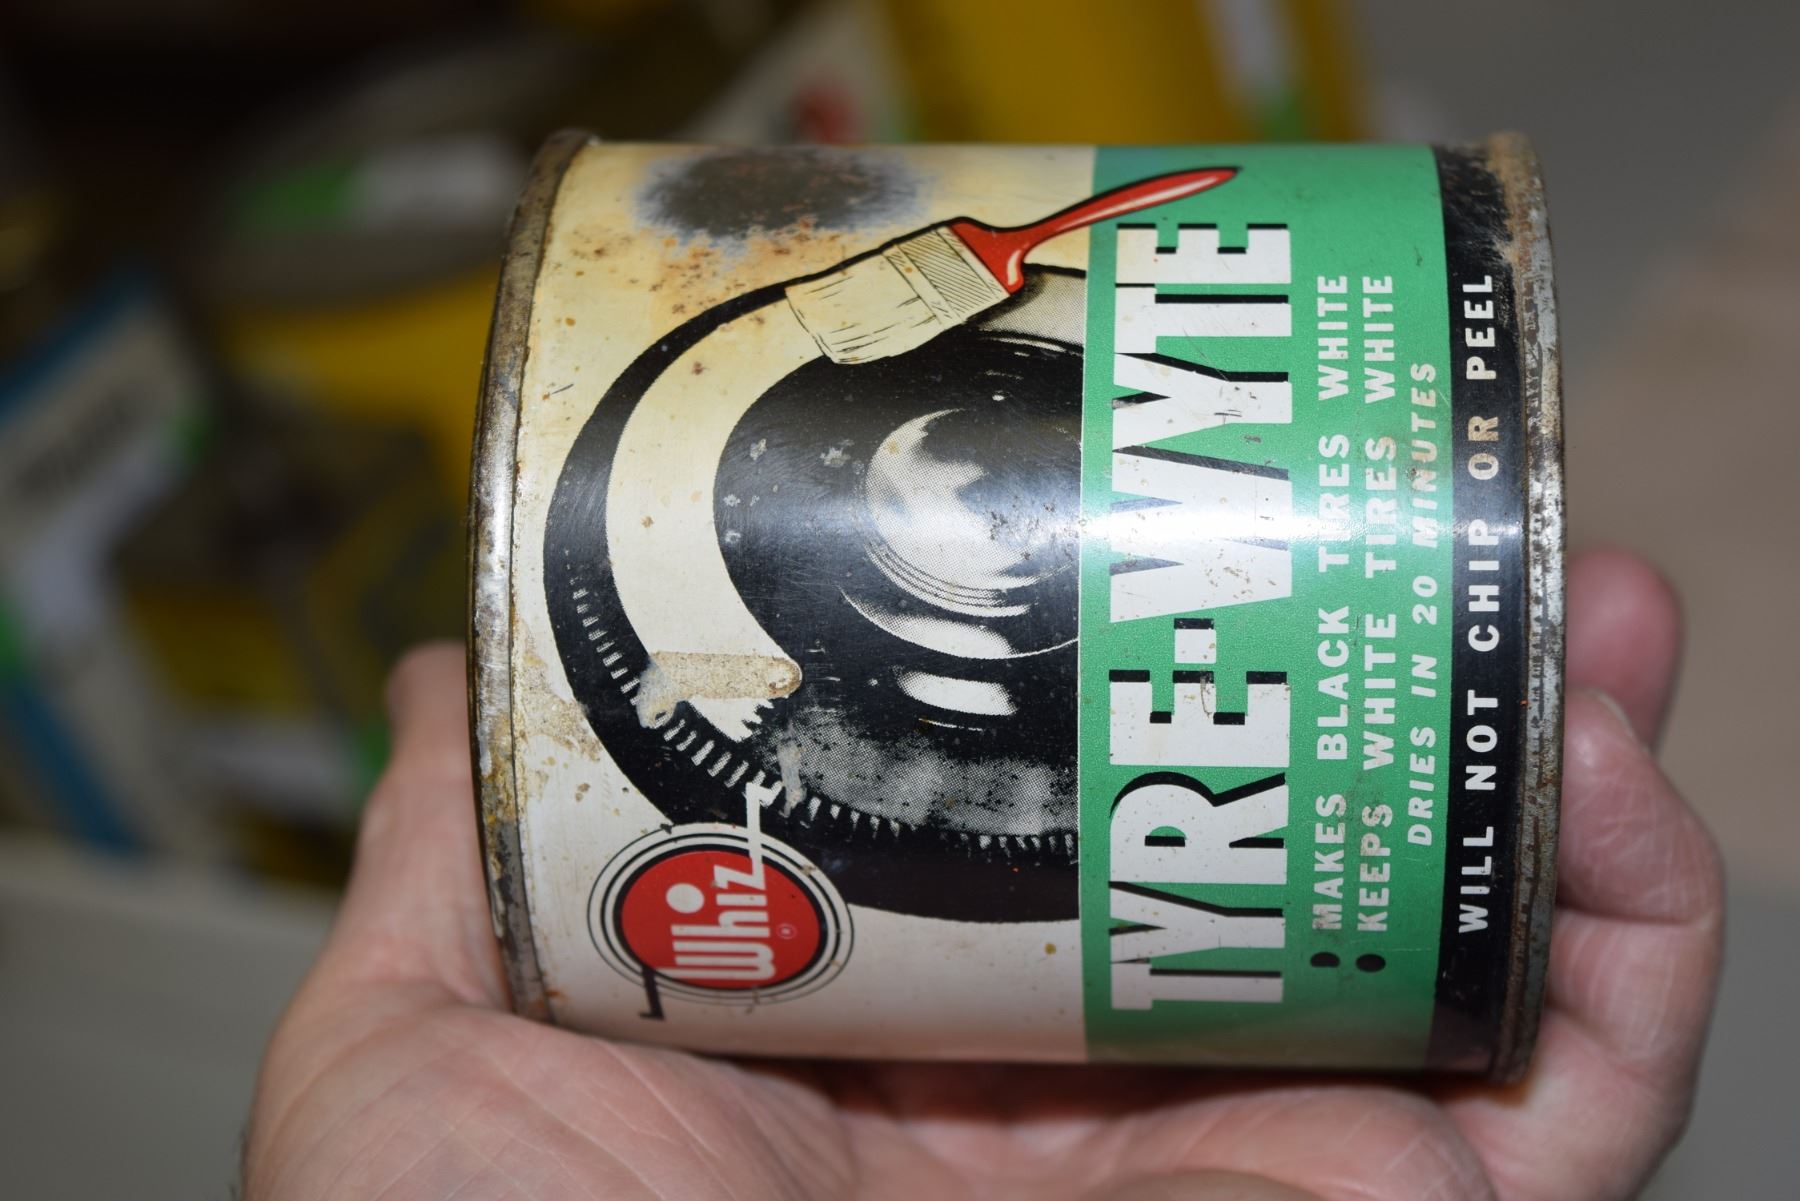 Whiz
®
TYRE-WYTE
MAKES BLACK TIRES WHITE
KEEPS WHITE TIRES WHITE
DRIES IN 20 MINUTES
WILL NOT CHIP OR PEEL